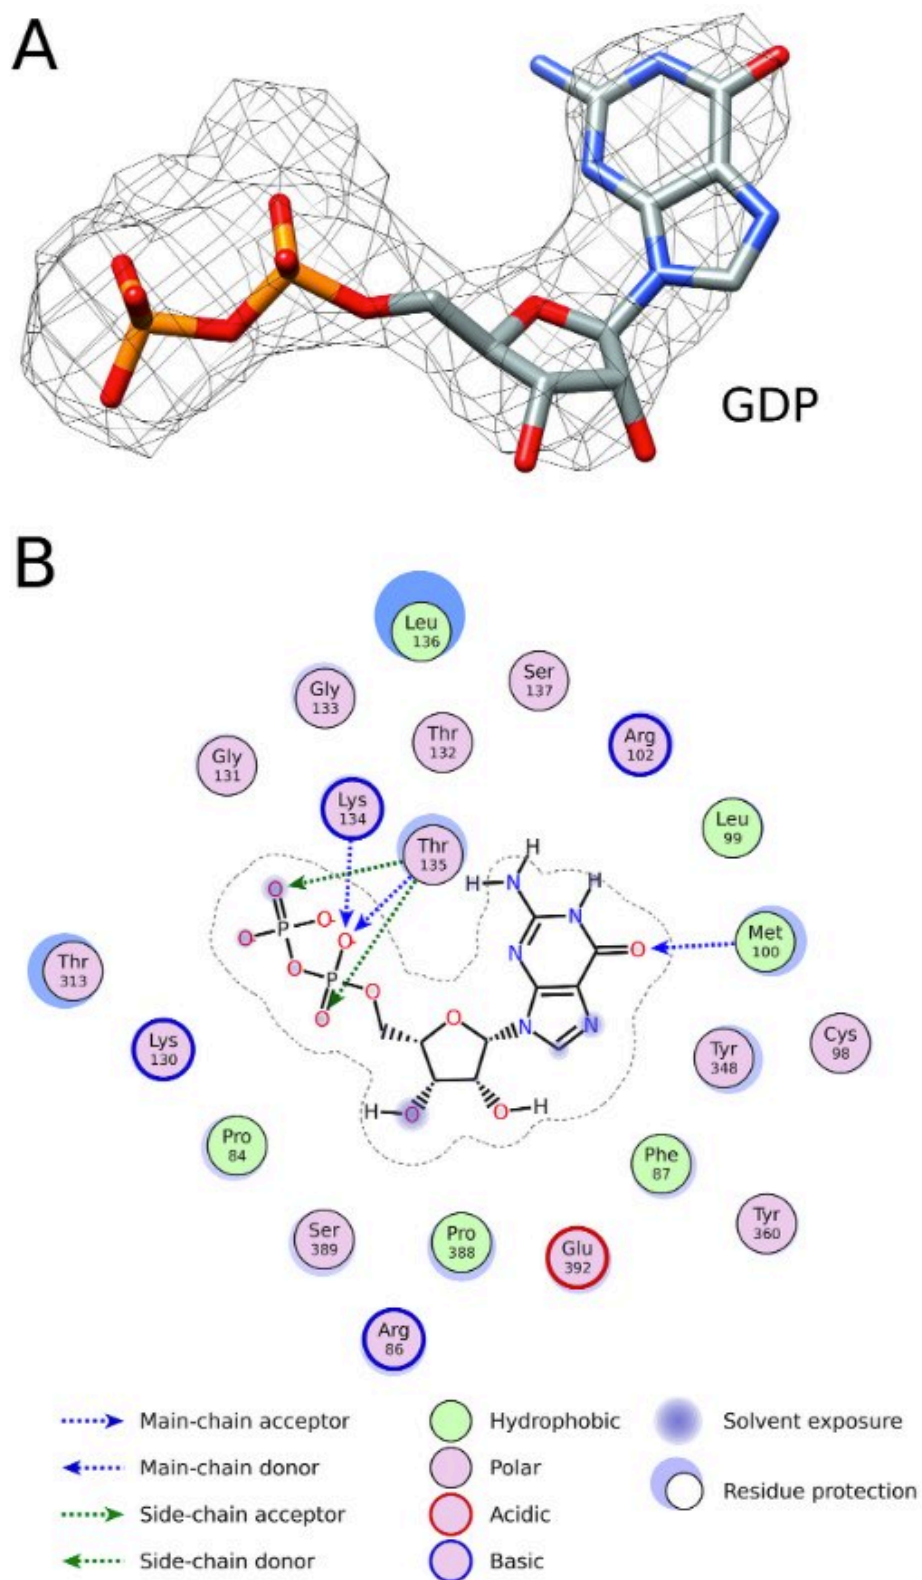 A
GDP
B
Leu
136
Ser
137
Gly
133
Thr
132
Arg
102
Gly
131
Lys
134
Leu
99
Thr
135
H
H
N
H
O
N
P
O-
Met
100
O-
O-
N
O
Thr
313
O
P
O
O
O
N
N
Cys
98
Lys
130
Tyr
348
H
O
O
H
Pro
84
Phe
87
Ser
389
Pro
388
Glu
392
Tyr
360
Arg
86
Main-chain acceptor
Hydrophobic
Solvent exposure
Main-chain donor
Polar
Residue protection
Side-chain acceptor
Acidic
Side-chain donor
Basic